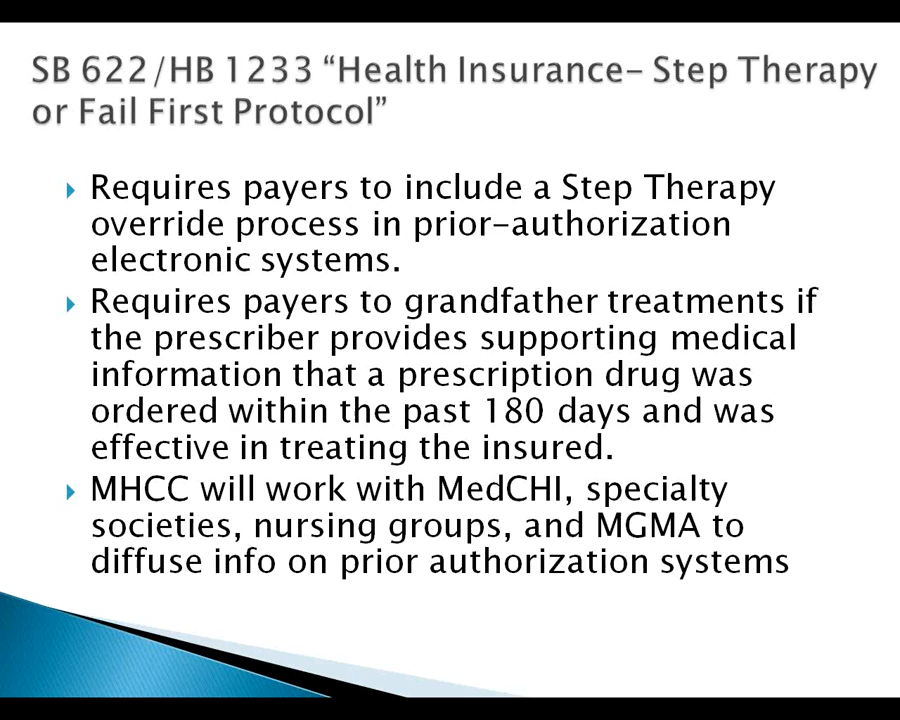 SB 622/HB 1233 “Health Insurance- Step Therapy
or Fail First Protocol”
Requires payers to include a Step Therapy
override process in prior-authorization
electronic systems.
Requires payers to grandfather treatments if
the prescriber provides supporting medical
information that a prescription drug was
ordered within the past 180 days and was
effective in treating the insured.
MHCC will work with MedCHI, specialty
societies, nursing groups, and MGMA to
diffuse info on prior authorization systems